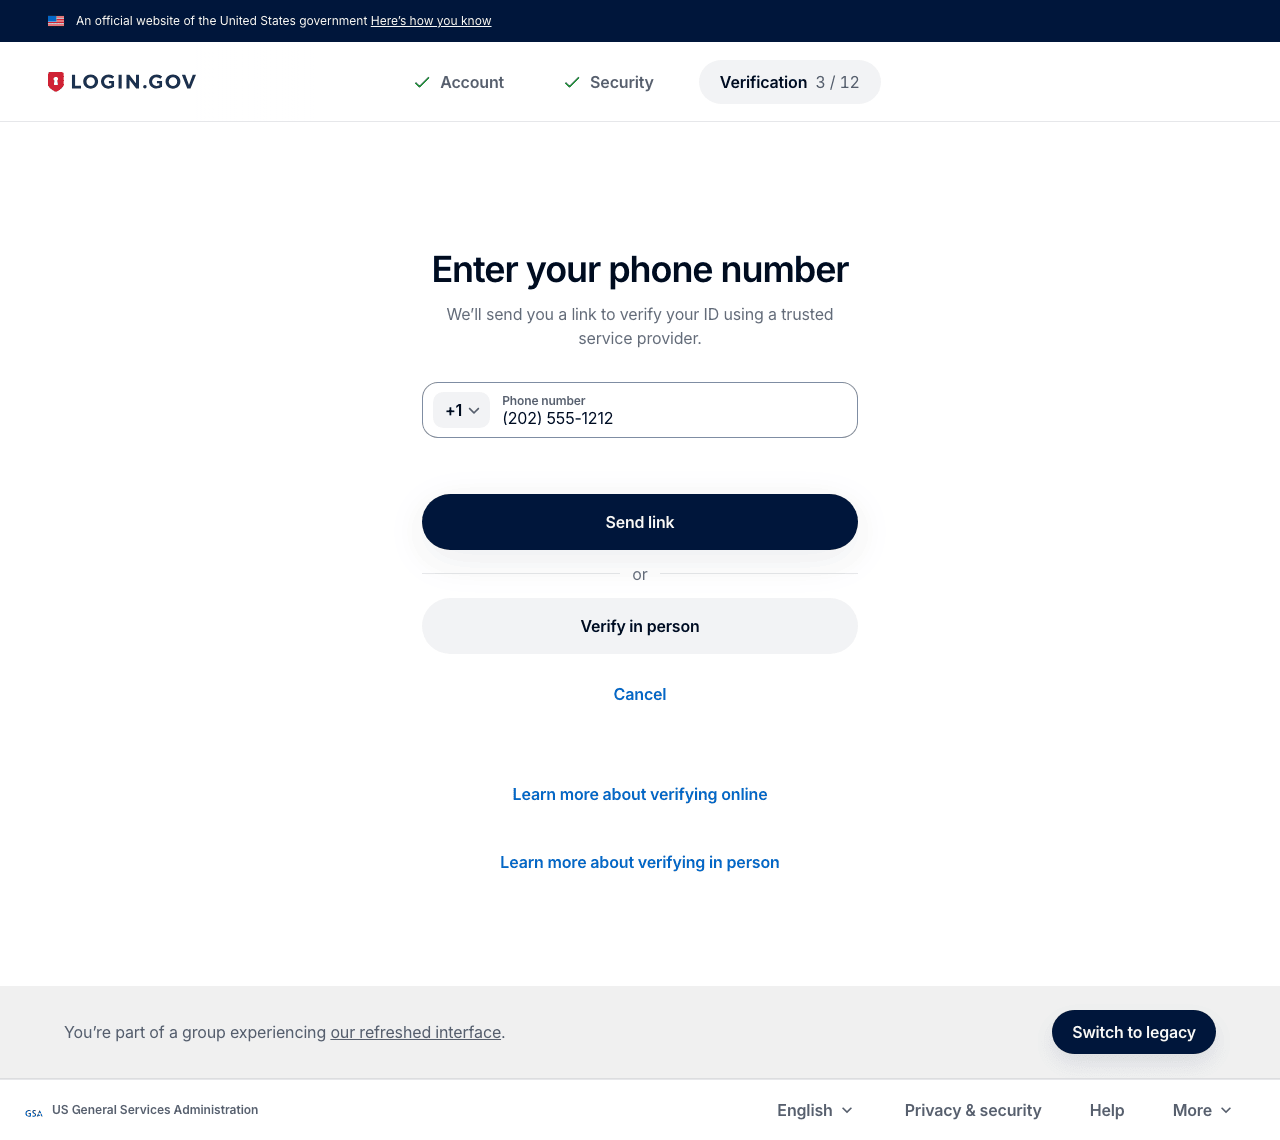 An official website of the United States government Here’s how you know
LOGIN.GOV
Account
Security
Verification 3 / 12
Enter your phone number
We’ll send you a link to verify your ID using a trusted
service provider.
+1
Phone number
(202) 555-1212
Send link
or
Verify in person
Cancel
Learn more about verifying online
Learn more about verifying in person
You’re part of a group experiencing our refreshed interface.
Switch to legacy
GSA US General Services Administration
English
Privacy & security
Help
More